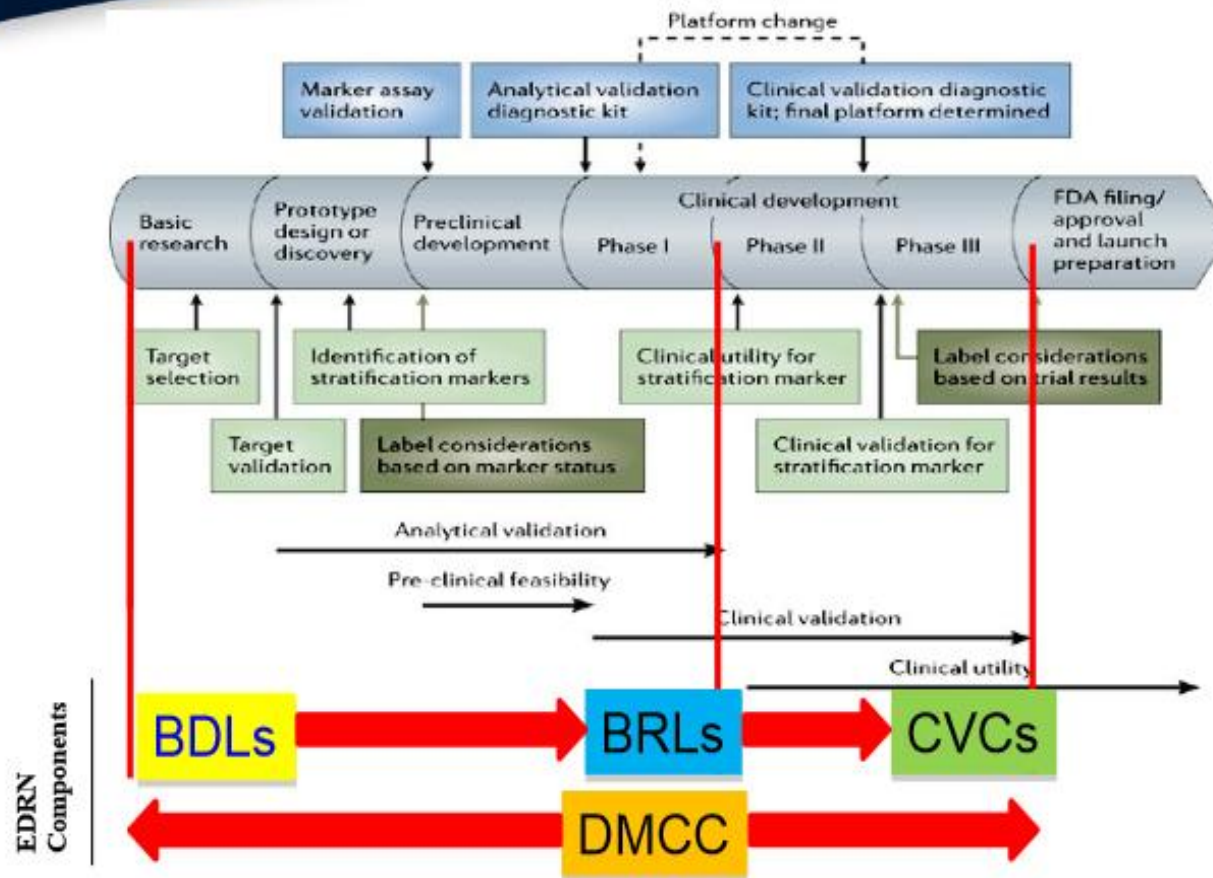 Platform change
Marker assay
validation
Analytical validation
diagnostic kit
Clinical validation diagnostic
kit; final platform determined
Basic
research
Prototype
design or
discovery
Preclinical
development
Clinical development
Phase I
Phase II
Phase III
FDA filing/
approval
and launch
preparation
Target
selection
Identification of
stratification markers
Clinical utility for
stratification marker
Label considerations
based on trial results
Target
validation
Label considerations
based on marker status
Clinical validation for
stratification marker
Analytical validation
Pre-clinical feasibility
Clinical validation
Clinical utility
EDRN
Components
BDLs
BRLs
CVCs
DMCC